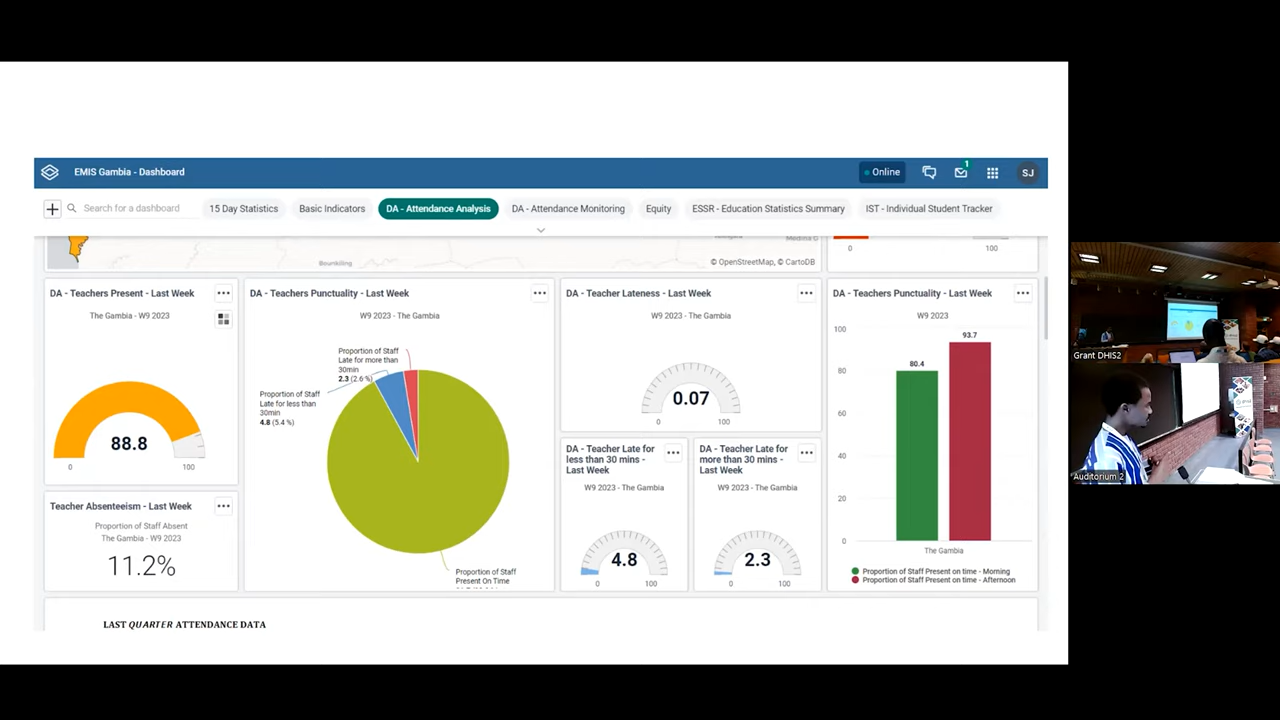 EMIS Gambia - Dashboard
Online
1
SJ
Search for a dashboard
15 Day Statistics
Basic Indicators
DA - Attendance Analysis
DA - Attendance Monitoring
Equity
ESSR - Education Statistics Summary
IST - Individual Student Tracker
Bounkiling
© OpenStreetMap, © CartoDB
0
100
DA - Teachers Present - Last Week
The Gambia - W9 2023
88.8
0
100
Teacher Absenteeism - Last Week
Proportion of Staff Absent
The Gambia - W9 2023
11.2%
DA - Teachers Punctuality - Last Week
W9 2023 - The Gambia
Proportion of Staff
Late for more than
30min
2.3 (2.6 %)
Proportion of Staff
Late for less than
30min
4.8 (5.4 %)
Proportion of Staff
Present On Time
DA - Teacher Lateness - Last Week
W9 2023 - The Gambia
0.07
0
100
DA - Teacher Late for
less than 30 mins -
Last Week
W9 2023 - The Gambia
4.8
0
100
DA - Teacher Late for
more than 30 mins -
Last Week
W9 2023 - The Gambia
2.3
0
100
DA - Teachers Punctuality - Last Week
W9 2023
100
80
60
40
20
0
80.4
93.7
The Gambia
Proportion of Staff Present on time - Morning
Proportion of Staff Present on time - Afternoon
LAST QUARTER ATTENDANCE DATA
Grant DHIS2
Auditorium 2